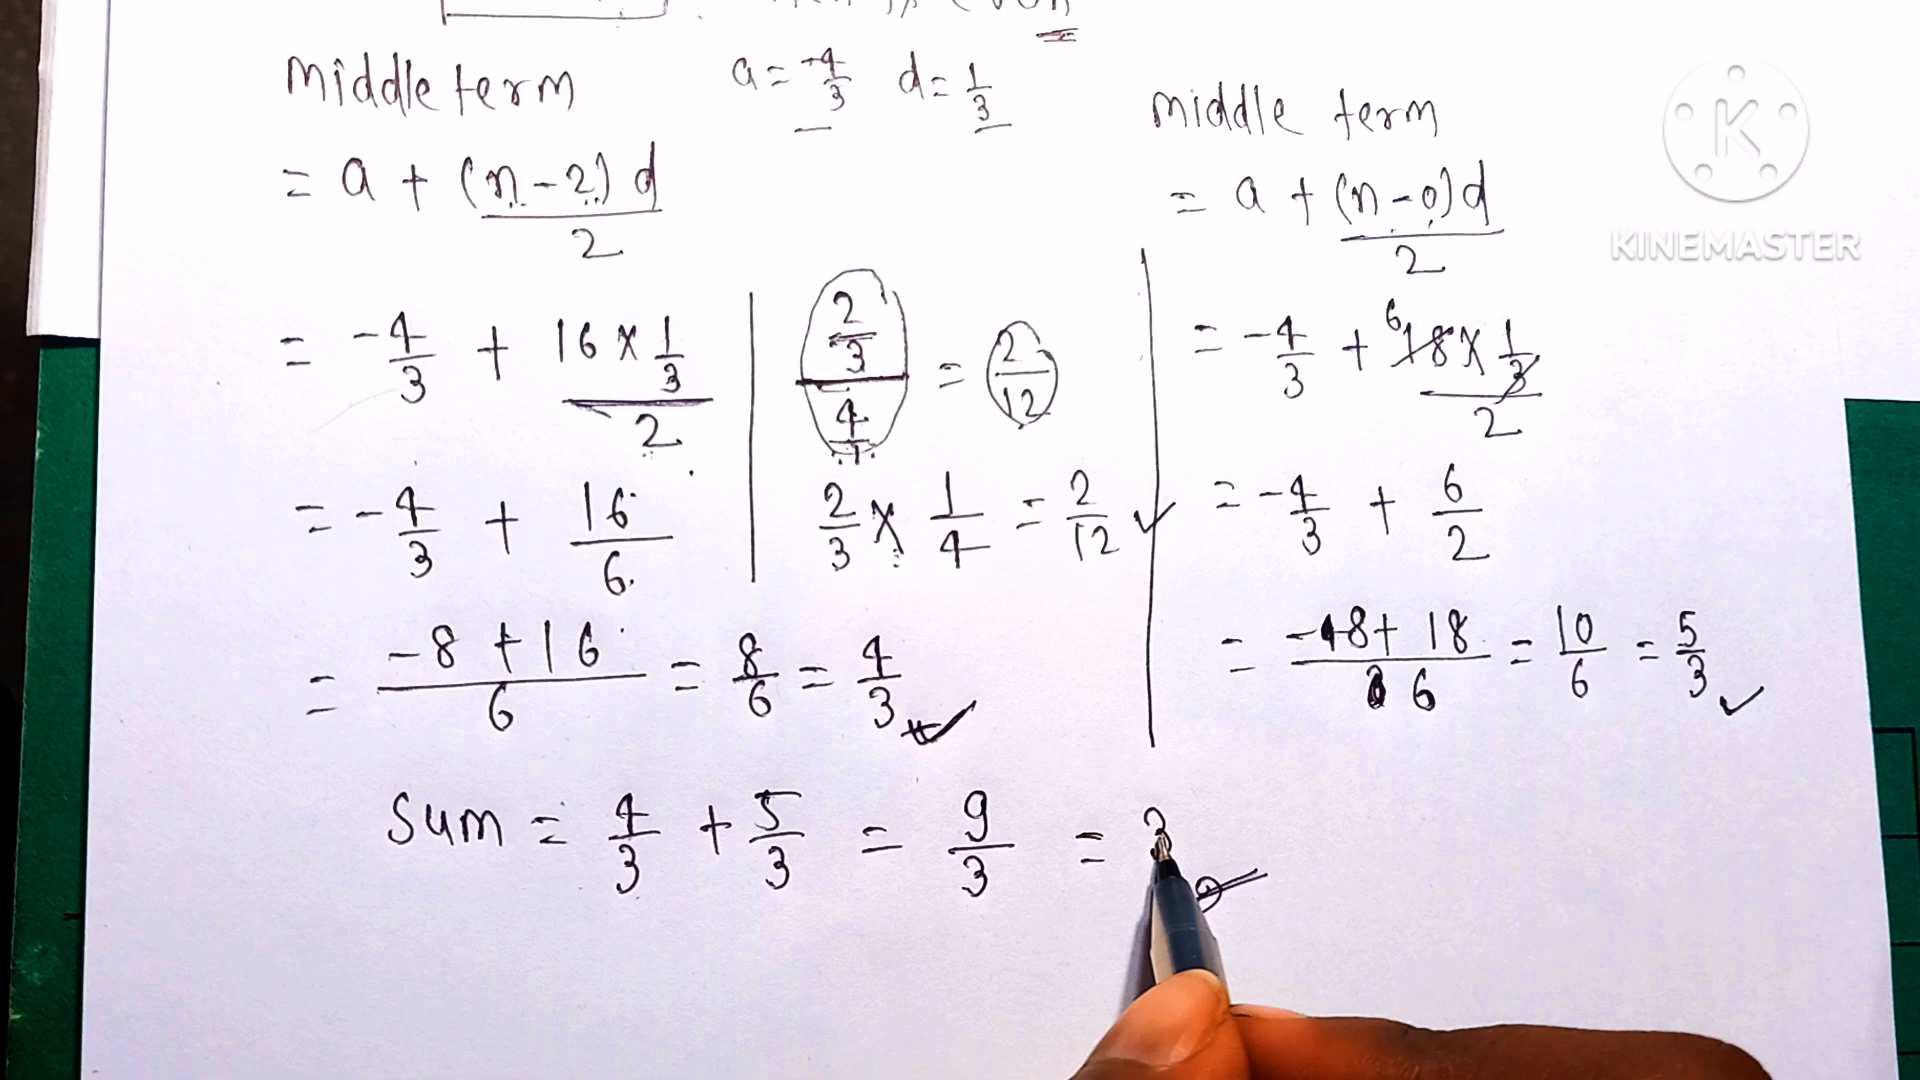 middle term
a = -4/3 d = 1/3
= a + (n-2)d/2
= -4/3 + 16 × 1/3 / 2
= -4/3 + 16/6
= -8 + 16/6 = 8/6 = 4/3
2/3 / 4/1 = 2/12
2/3 × 1/4 = 2/12
middle term
= a + (n-0)d/2
= -4/3 + 6 18 × 1/3 / 2
= -4/3 + 6/2
= -8 + 18/6 = 10/6 = 5/3
Sum = 4/3 + 5/3 = 9/3 = 3
K
KINEMASTER